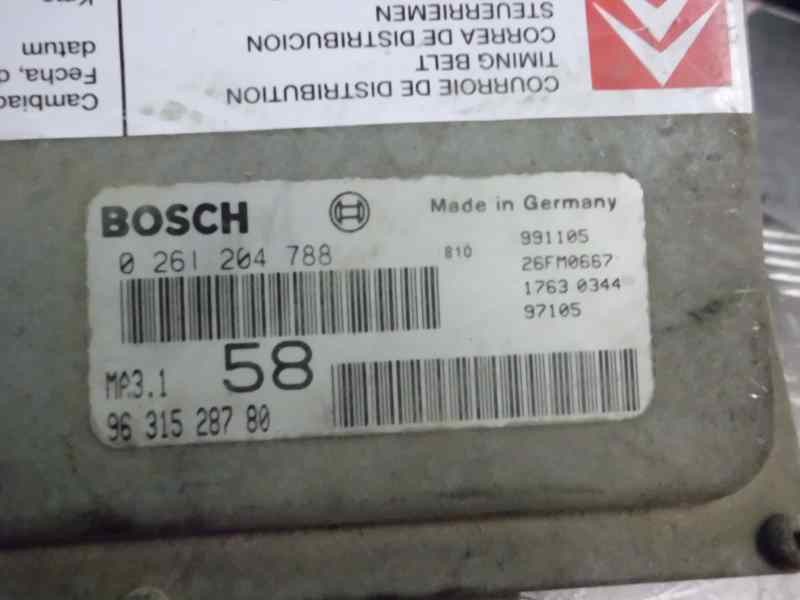 COURROIE DE DISTRIBUTION
TIMING BELT
CORREA DE DISTRIBUCION
STEUERRIEMEN
Fecha, 
datum
BOSCH
Made in Germany
0 261 204 788
810
991105
26FM0667
1763 0344
97105
58
MP3.1
96 315 287 80